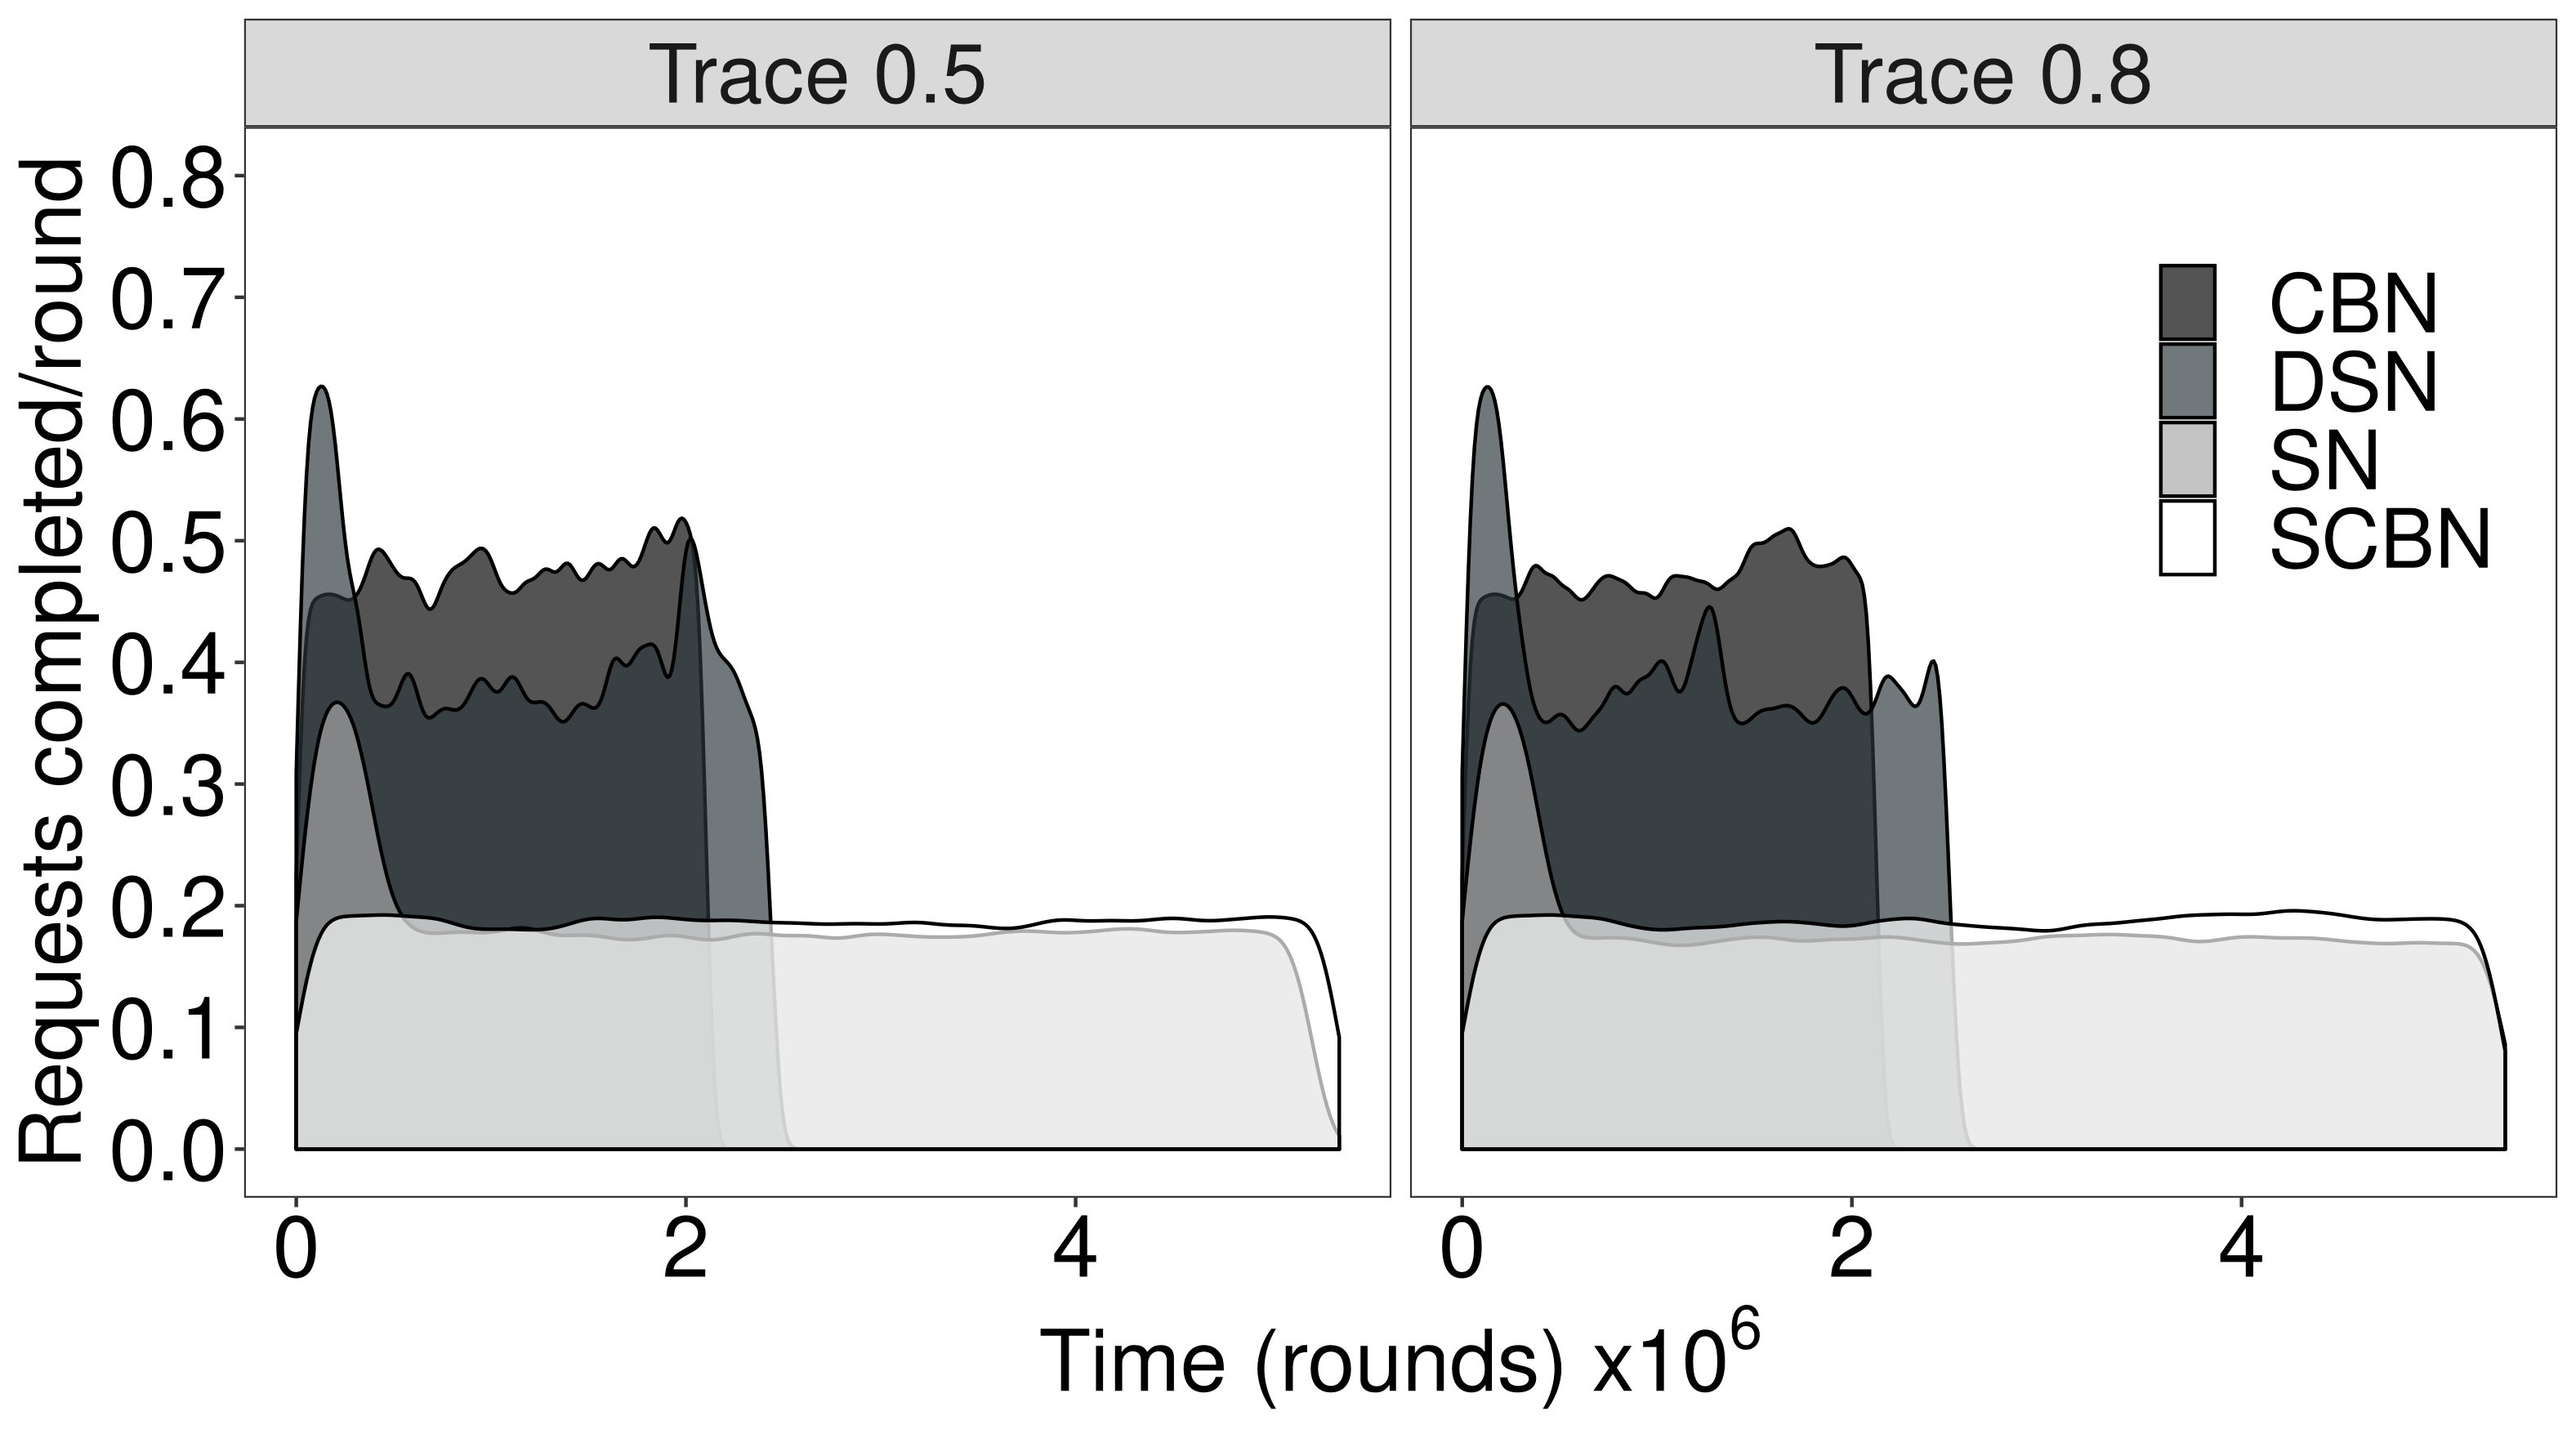 Trace 0.5
Trace 0.8
Requests completed/round
0.8
0.7
0.6
0.5
0.4
0.3
0.2
0.1
0.0
CBN
DSN
SN
SCBN
0 2 4
0 2 4
Time (rounds) x10⁶